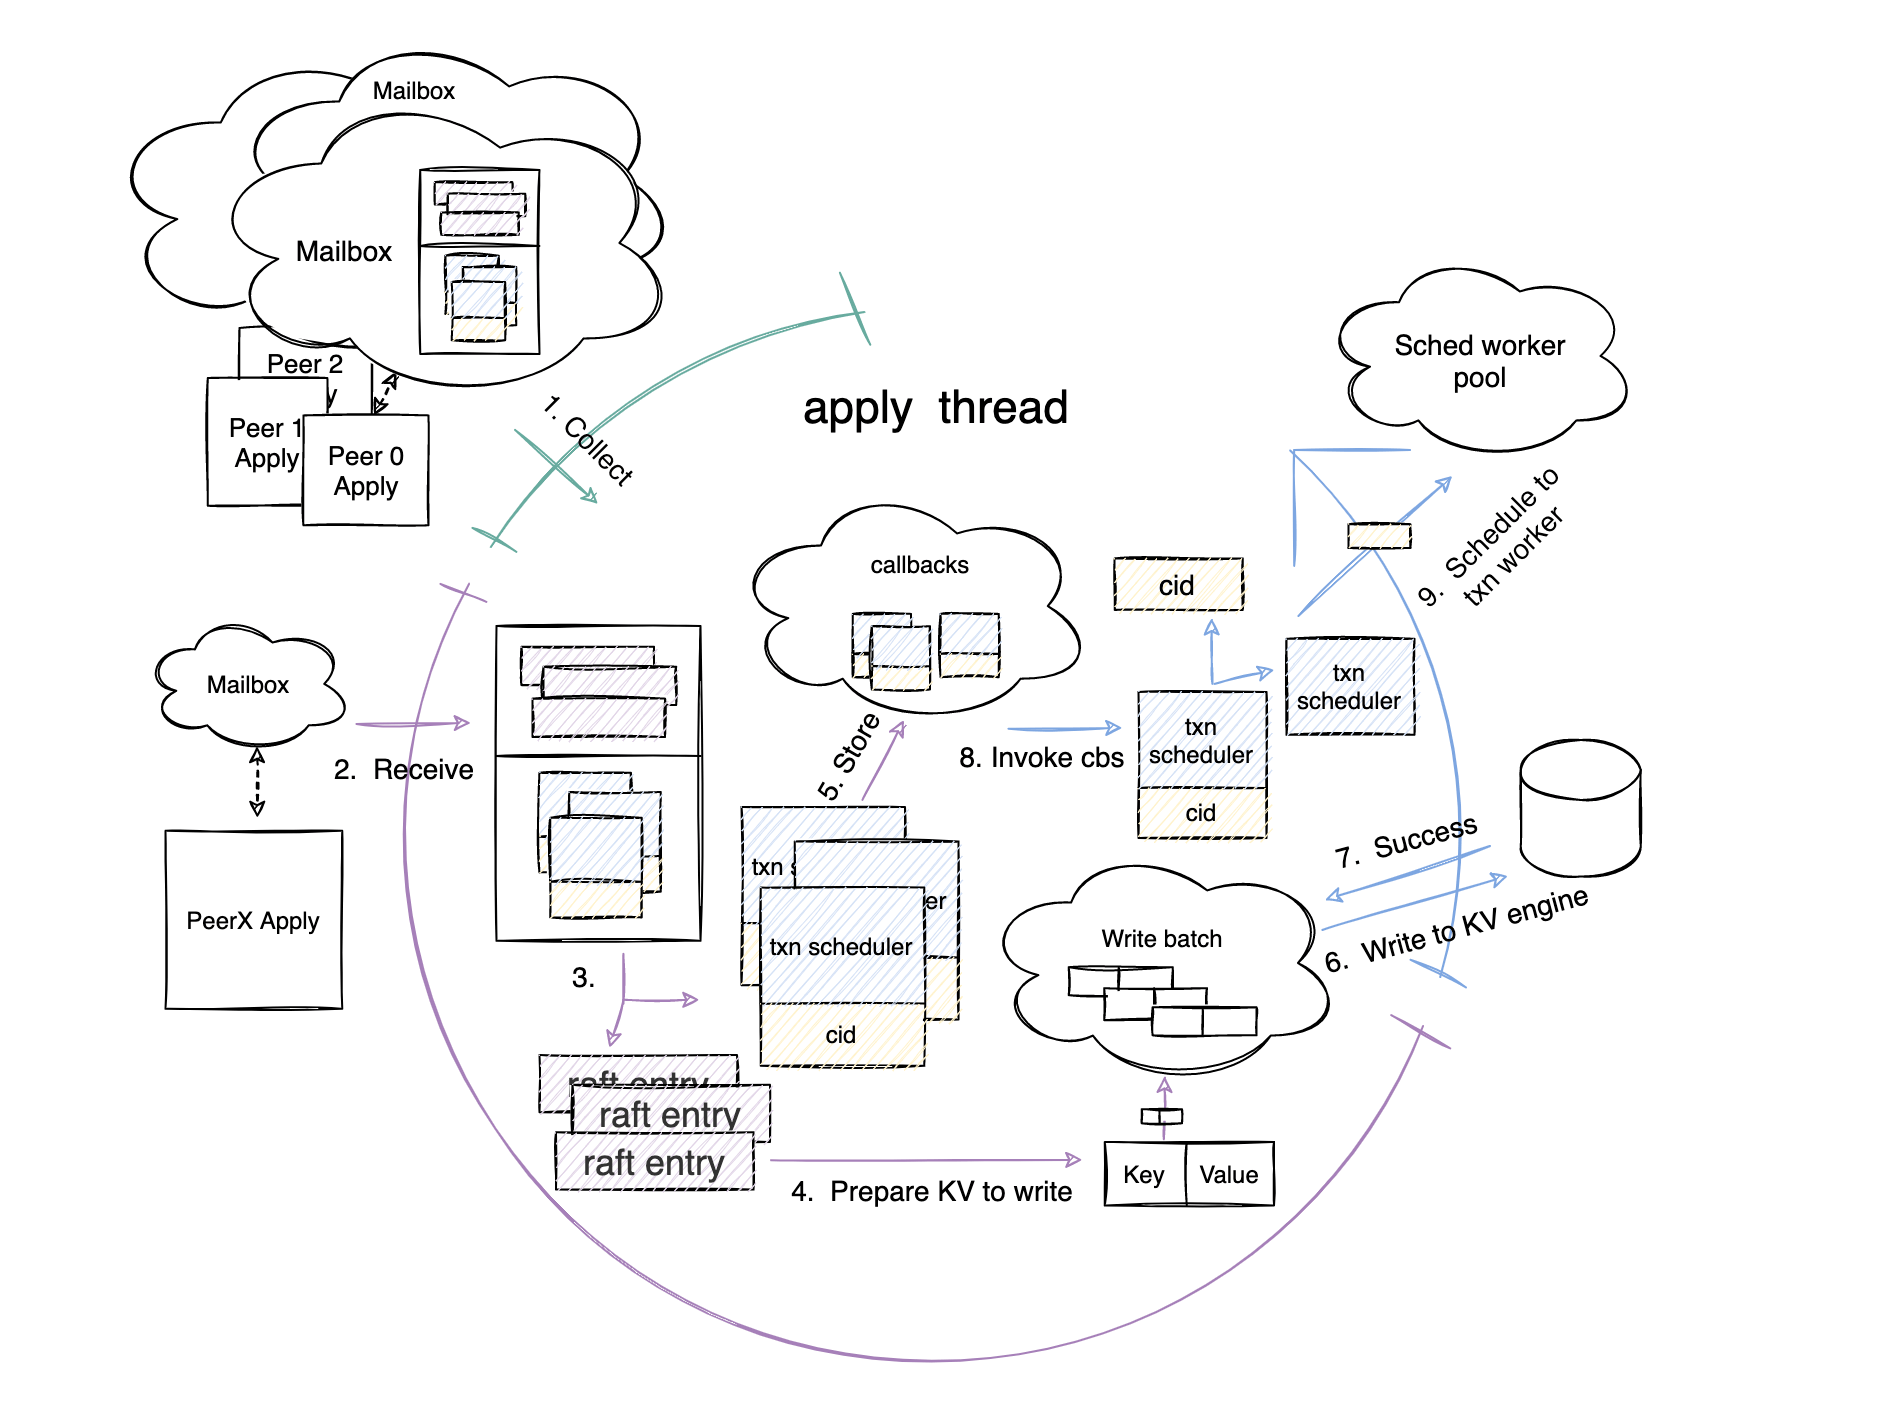 Mailbox
Mailbox
Peer 2
Peer 1
Apply
Peer 0
Apply
1. Collect
apply thread
Sched worker
pool
9. Schedule to
txn worker
callbacks
cid
txn
scheduler
Mailbox
2. Receive
5. Store
8. Invoke cbs
txn
scheduler
cid
PeerX Apply
7. Success
6. Write to KV engine
txn
txn scheduler
cid
Write batch
3.
raft entry
raft entry
raft entry
4. Prepare KV to write
Key
Value